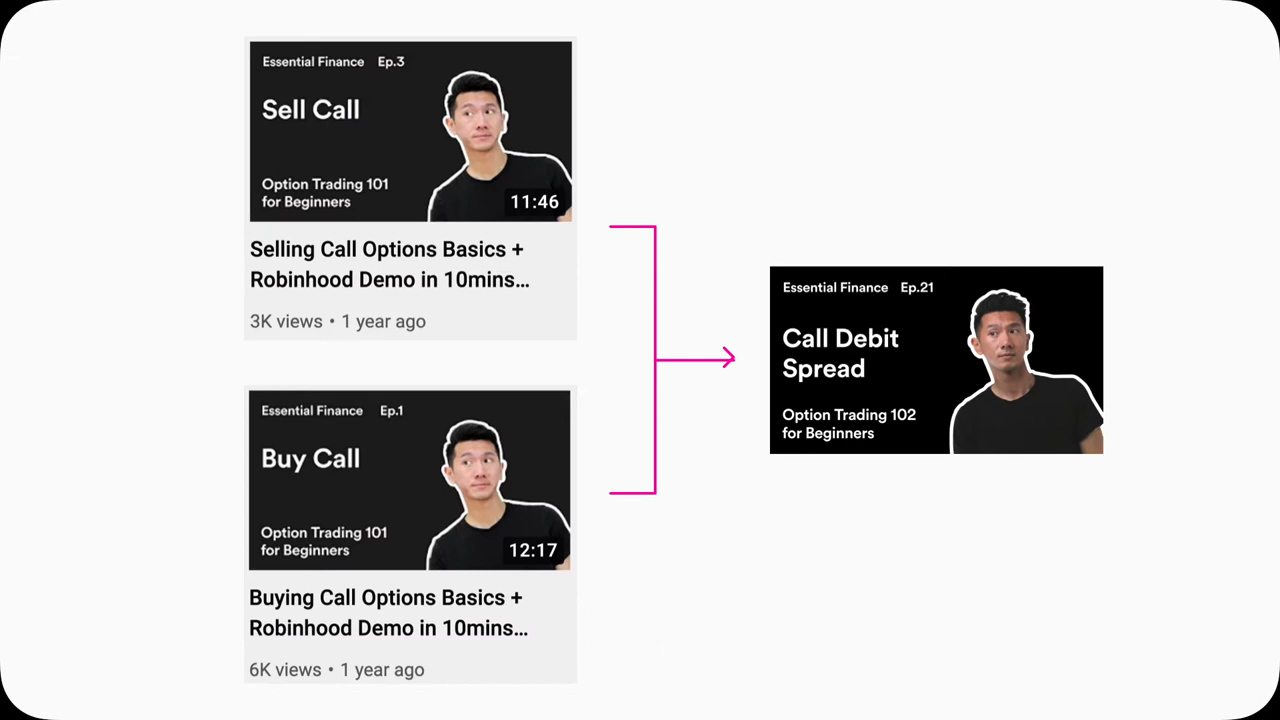 Essential Finance Ep.3
Sell Call
Option Trading 101
for Beginners
11:46
Selling Call Options Basics +
Robinhood Demo in 10mins...
3K views • 1 year ago
Essential Finance Ep.1
Buy Call
Option Trading 101
for Beginners
12:17
Buying Call Options Basics +
Robinhood Demo in 10mins...
6K views • 1 year ago
Essential Finance Ep.21
Call Debit
Spread
Option Trading 102
for Beginners